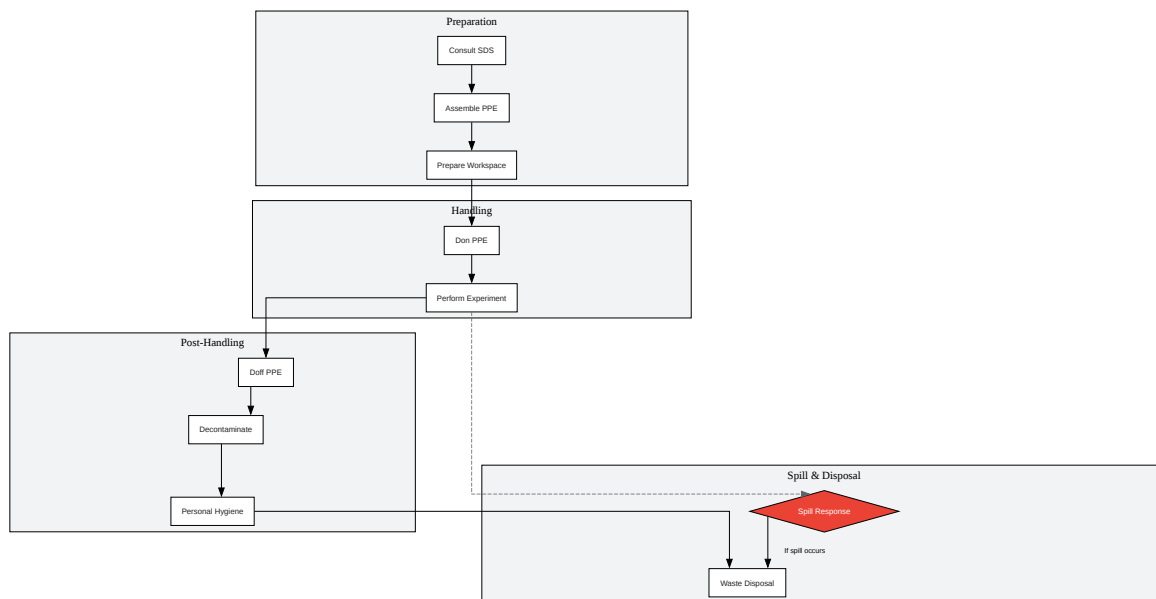 Preparation
Consult SDS
Assemble PPE
Prepare Workspace
Handling
Don PPE
Perform Experiment
Post-Handling
Doff PPE
Decontaminate
Personal Hygiene
Spill & Disposal
Spill Response
If spill occurs
Waste Disposal